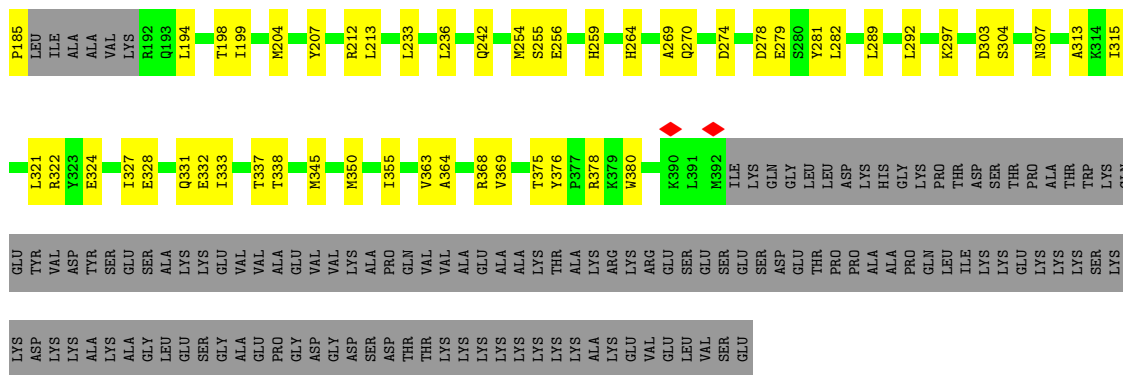 P185 LEU ILE ALA ALA VAL LYS R192 Q193 L194 T198 I199 M204 Y207 R212 L213 L233 L236 Q242 M254 S255 E256 H259 H264 A269 Q270 D274 D278 E279 S280 Y281 L282 L289 L292 K297 D303 S304 N307 A313 K314 I315
L321 R322 Y323 E324 I327 E328 Q331 E332 I333 T337 T338 M345 M350 I355 V363 A364 R368 V369 T375 Y376 P377 R378 K379 W380 K390 L391 M392 ILE LYS GLN GLY LEU LEU ASP LYS HIS GLY LYS PRO THR ASP SER THR PRO ALA THR TRP LYS GLN
GLU TYR VAL ASP TYR SER GLU SER ALA LYS LYS GLU VAL VAL ALA GLU VAL VAL LYS ALA PRO GLN VAL VAL ALA GLU ALA ALA LYS THR ALA LYS ARG LYS ARG GLU SER GLU SER GLU SER ASP GLU THR PRO PRO ALA ALA PRO GLN LEU ILE LYS LYS GLU LYS LYS LYS SER LYS
LYS ASP LYS LYS ALA LYS ALA GLY LEU GLU SER GLY ALA GLU PRO GLY ASP GLY ASP SER ASP THR THR LYS LYS LYS LYS LYS LYS LYS LYS ALA LYS GLU VAL GLU LEU VAL SER GLU